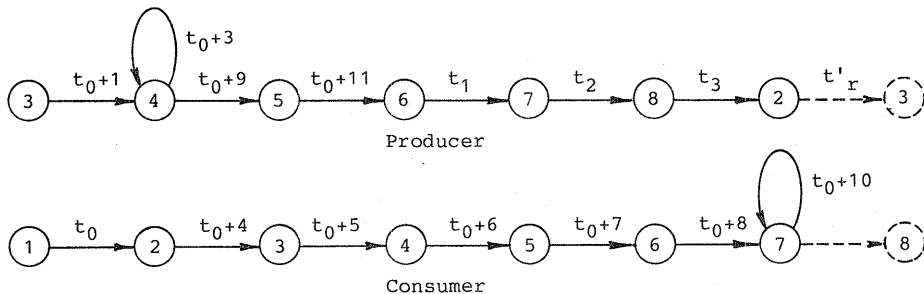 t0+3
t0+1 t0+9 t0+11 t1 t2 t3 t'r
3 4 5 6 7 8 2 3
Producer
t0+10
t0 t0+4 t0+5 t0+6 t0+7 t0+8
1 2 3 4 5 6 7 8
Consumer